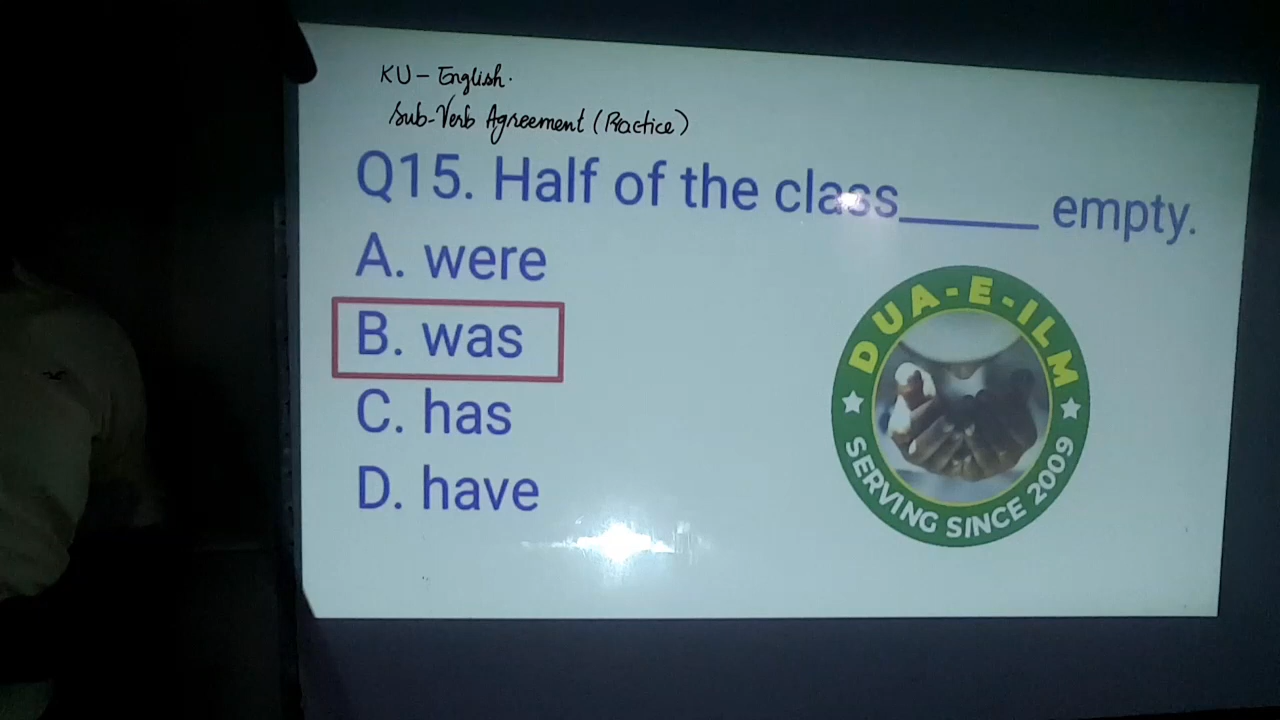 KU - English.
Sub-Verb Agreement (Practice)
Q15. Half of the class_____ empty.
A. were
B. was
C. has
D. have
DUA-E-ILM
SERVING SINCE 2009